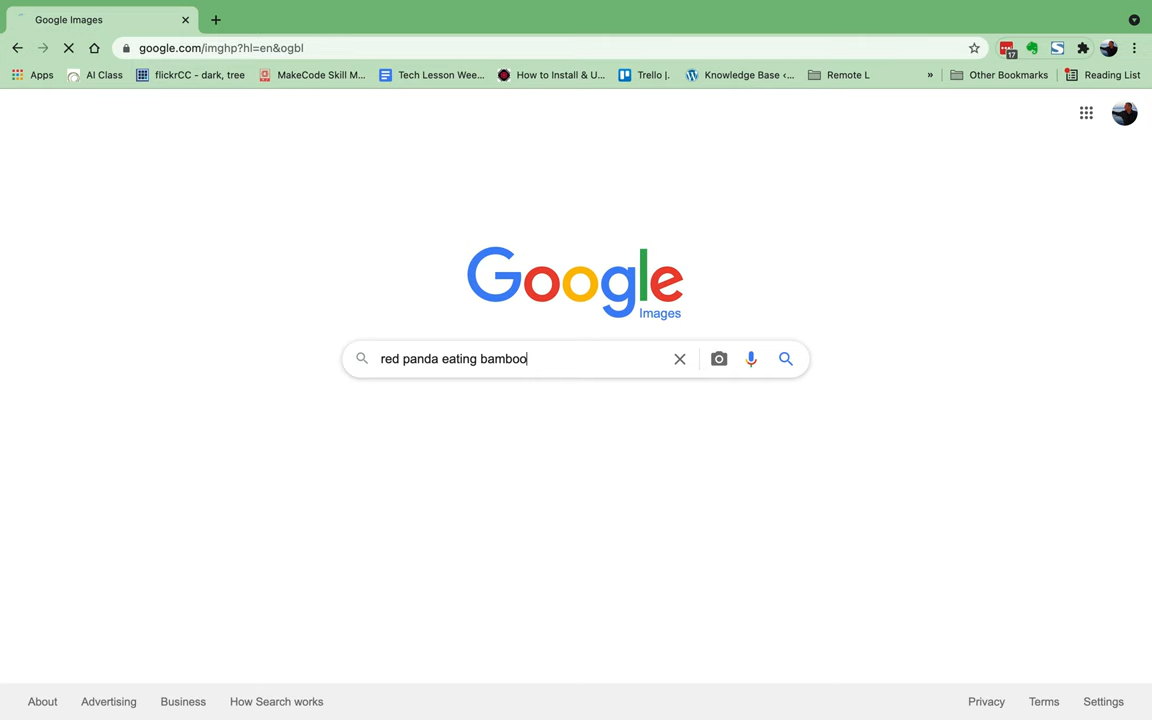 Google Images
google.com/imghp?hl=en&ogbl
17
Apps
AI Class
flickrCC - dark, tree
MakeCode Skill M...
Tech Lesson Wee...
How to Install & U...
Trello |.
Knowledge Base ‹...
Remote L
»
Other Bookmarks
Reading List
Google
Images
red panda eating bamboo
About
Advertising
Business
How Search works
Privacy
Terms
Settings